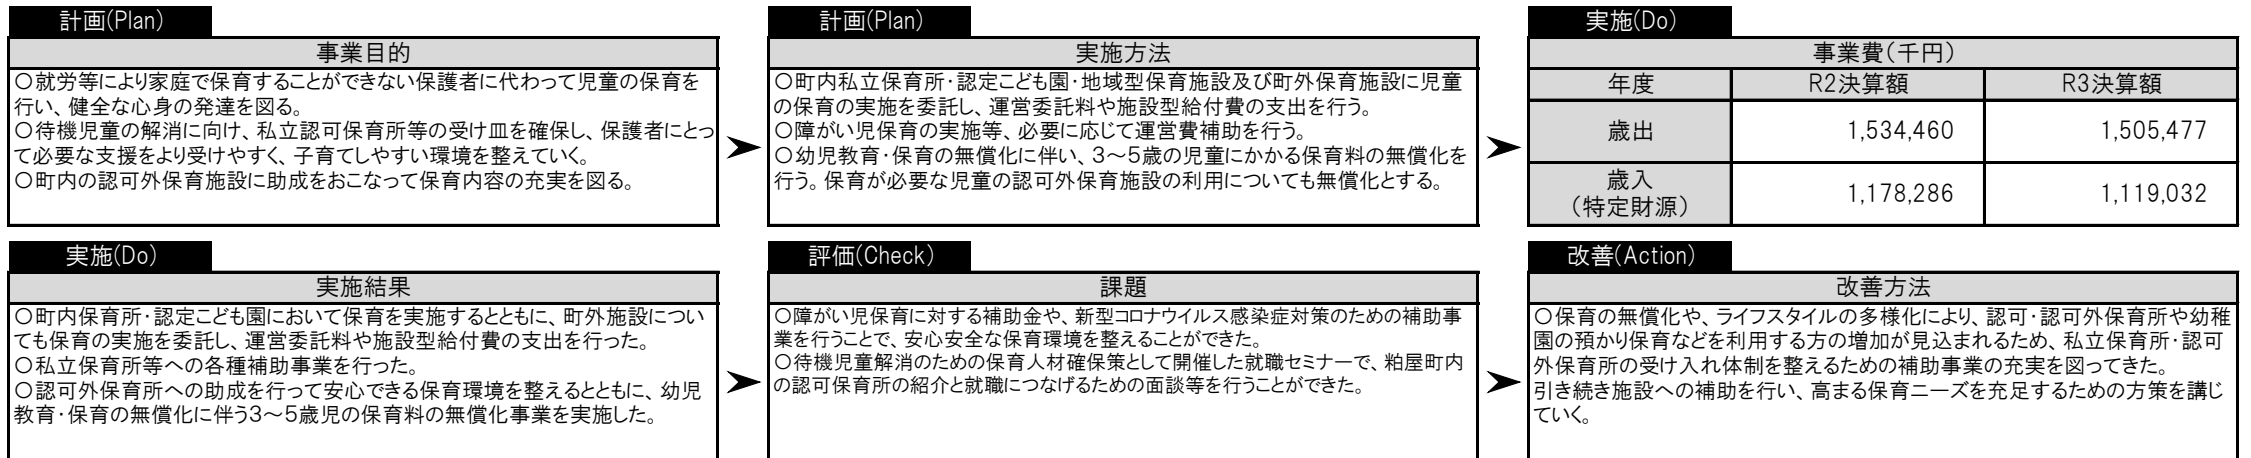 計画(Plan)
事業目的
○就労等により家庭で保育することができない保護者に代わって児童の保育を
行い、健全な心身の発達を図る。
○待機児童の解消に向け、私立認可保育所等の受け皿を確保し、保護者にとっ
て必要な支援をより受けやすく、子育てしやすい環境を整えていく。
○町内の認可外保育施設に助成をおこなって保育内容の充実を図る。
計画(Plan)
実施方法
○町内私立保育所・認定こども園・地域型保育施設及び町外保育施設に児童
の保育の実施を委託し、運営委託料や施設型給付費の支出を行う。
○障がい児保育の実施等、必要に応じて運営費補助を行う。
○幼児教育・保育の無償化に伴い、3～5歳の児童にかかる保育料の無償化を
行う。保育が必要な児童の認可外保育施設の利用についても無償化とする。
実施(Do)
事業費(千円)
年度 R2決算額 R3決算額
歳出 1,534,460 1,505,477
歳入
(特定財源) 1,178,286 1,119,032
実施(Do)
実施結果
○町内保育所・認定こども園において保育を実施するとともに、町外施設につい
ても保育の実施を委託し、運営委託料や施設型給付費の支出を行った。
○私立保育所等への各種補助事業を行った。
○認可外保育所への助成を行って安心できる保育環境を整えるとともに、幼児
教育・保育の無償化に伴う3～5歳児の保育料の無償化事業を実施した。
評価(Check)
課題
○障がい児保育に対する補助金や、新型コロナウイルス感染症対策のための補助事
業を行うことで、安心安全な保育環境を整えることができた。
○待機児童解消のための保育人材確保策として開催した就職セミナーで、粕屋町内
の認可保育所の紹介と就職につなげるための面談等を行うことができた。
改善(Action)
改善方法
○保育の無償化や、ライフスタイルの多様化により、認可・認可外保育所や幼稚
園の預かり保育などを利用する方の増加が見込まれるため、私立保育所・認可
外保育所の受け入れ体制を整えるための補助事業の充実を図ってきた。
引き続き施設への補助を行い、高まる保育ニーズを充足するための方策を講じ
ていく。